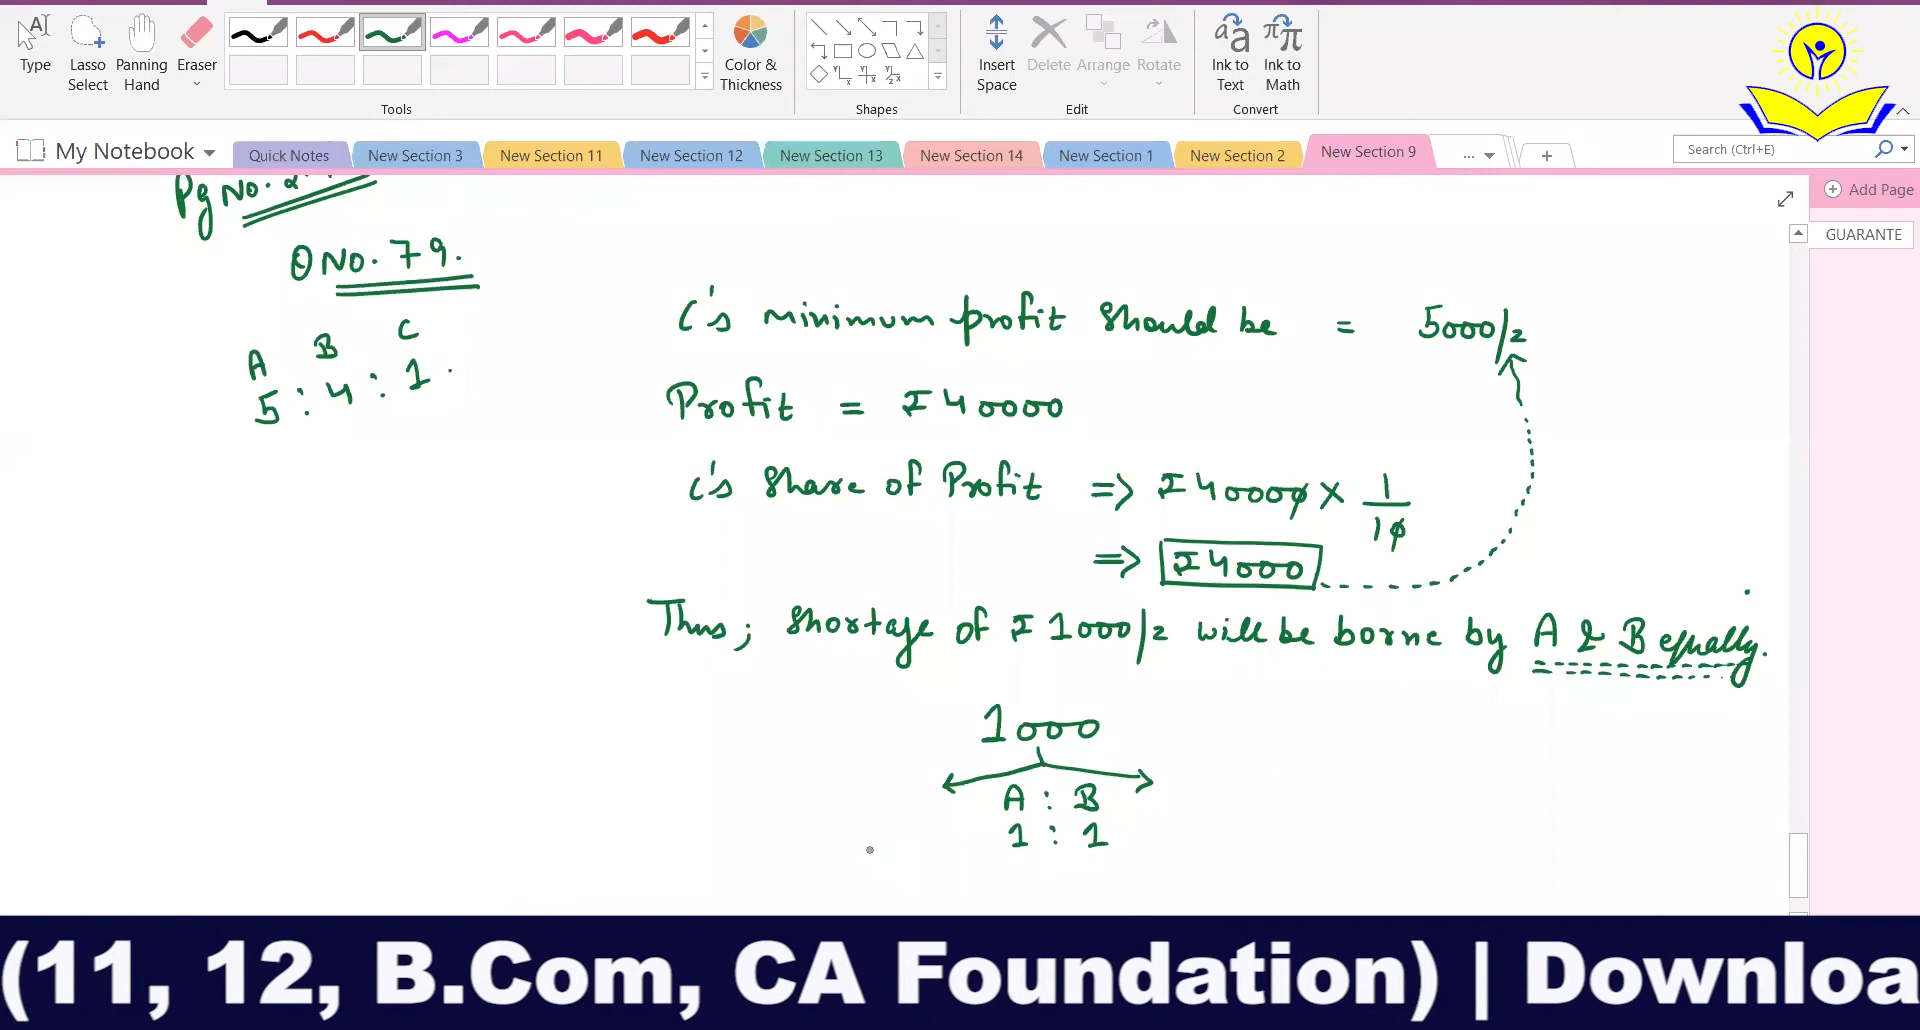 Type
Lasso Select
Panning Hand
Eraser
Color & Thickness
Insert Space
Delete
Arrange
Rotate
Ink to Text
Ink to Math
Tools
Shapes
Edit
Convert
My Notebook
Quick Notes
New Section 3
New Section 11
New Section 12
New Section 13
New Section 14
New Section 1
New Section 2
New Section 9
...
Search (Ctrl+E)
Add Page
GUARANTE
Pg No.
Q No. 79.
A B C
5 : 4 : 1 .
C's minimum profit should be = 5000/-
Profit = ₹40000
C's share of Profit => ₹40000 × 1/10
=> ₹4000
Thus; shortage of ₹1000/- will be borne by A & B equally.
1000
A : B
1 : 1
(11, 12, B.Com, CA Foundation) | Downloa